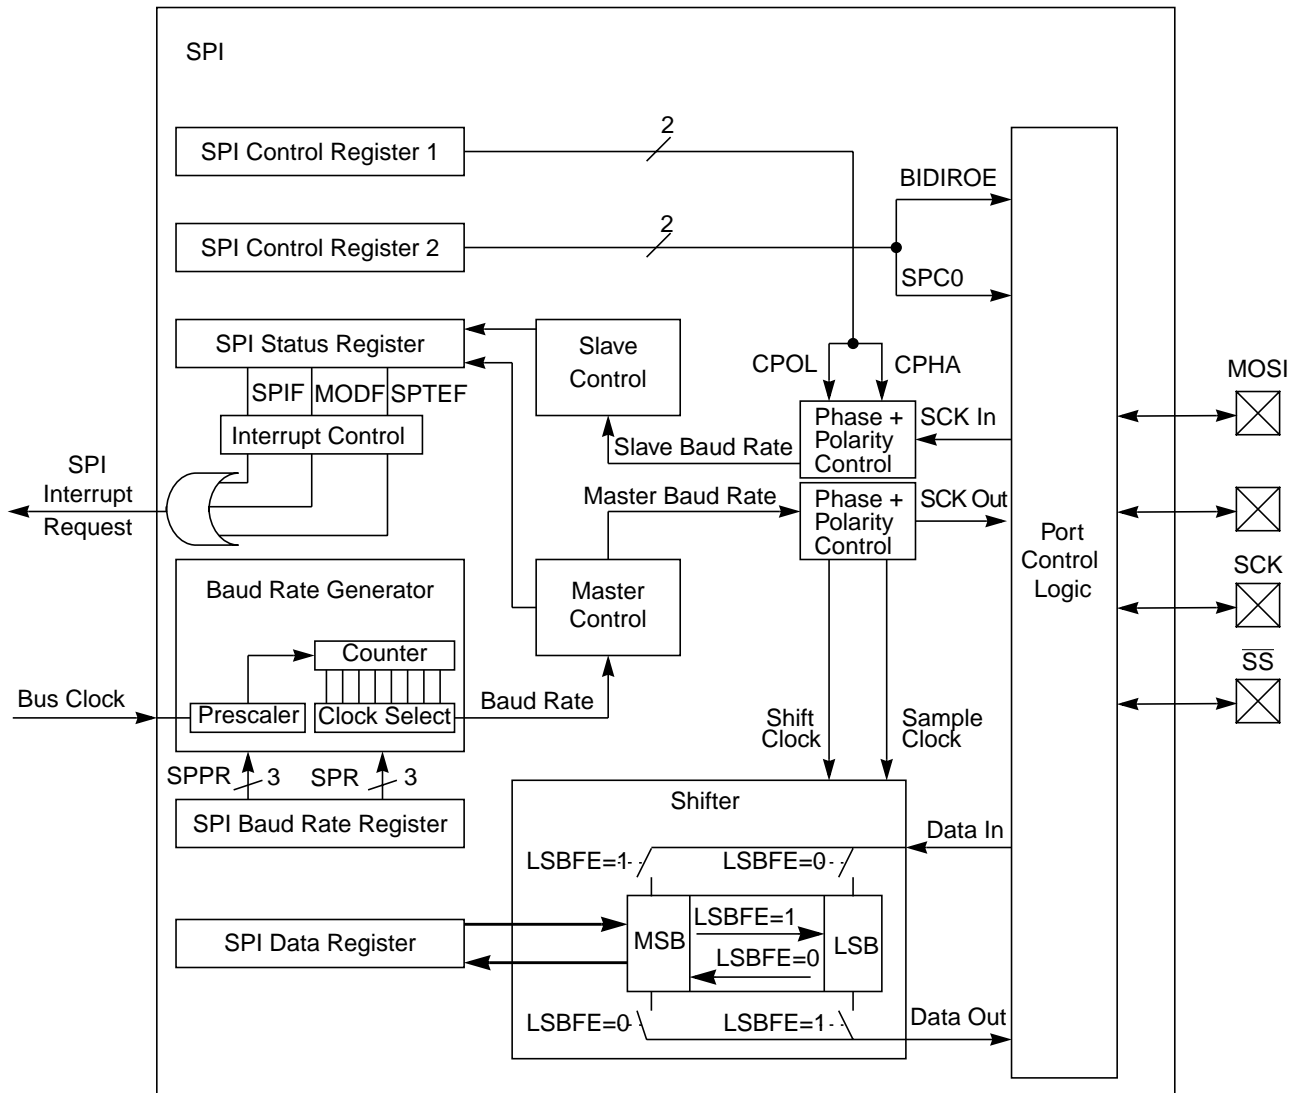 SPI
SPI Control Register 1
2
BIDIROE
SPI Control Register 2
2
SPC0
SPI Status Register
Slave
Control
CPOL
CPHA
MOSI
SPIF
MODF
SPTEF
Interrupt Control
Phase +
Polarity
Control
SCK In
Slave Baud Rate
SPI
Interrupt
Request
Master Baud Rate
Phase +
Polarity
Control
SCK Out
Port
Control
Logic
SCK
Baud Rate Generator
Master
Control
Counter
SS
Bus Clock
Prescaler
Clock Select
Baud Rate
Shift
Clock
Sample
Clock
SPPR
3
SPR
3
SPI Baud Rate Register
Shifter
Data In
LSBFE=1
LSBFE=0
SPI Data Register
MSB
LSBFE=1
LSBFE=0
LSB
LSBFE=0
LSBFE=1
Data Out